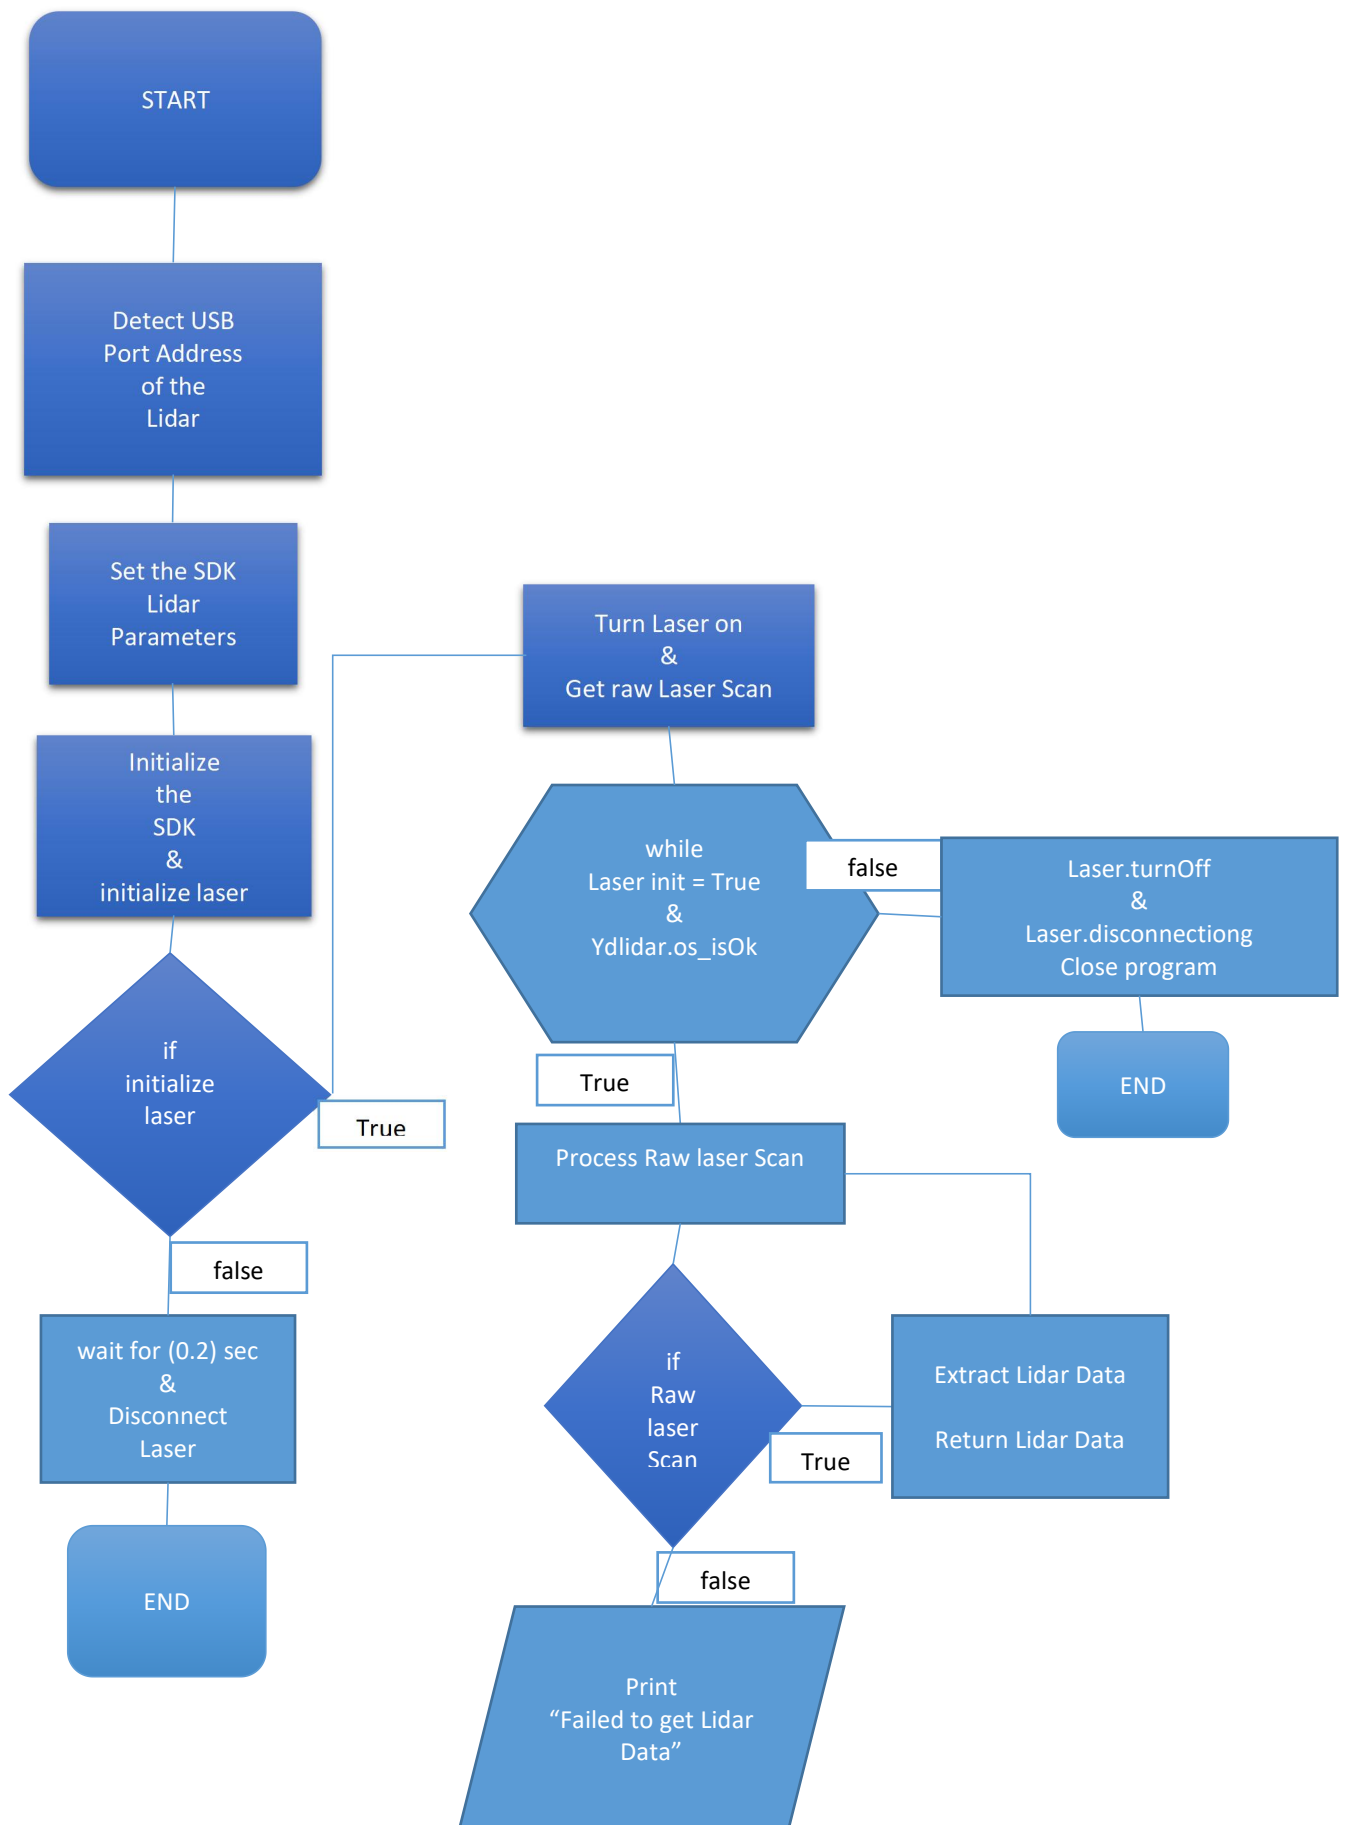 START
Detect USB
Port Address
of the
Lidar
Set the SDK
Lidar
Parameters
Initialize
the
SDK
&
initialize laser
if
initialize
laser
True
false
wait for (0.2) sec
&
Disconnect
Laser
END
Turn Laser on
&
Get raw Laser Scan
while
Laser init = True
&
Ydlidar.os_isOk
false
Laser.turnOff
&
Laser.disconnectiong
Close program
END
True
Process Raw laser Scan
if
Raw
laser
Scan
True
Extract Lidar Data
Return Lidar Data
false
Print
“Failed to get Lidar
Data”